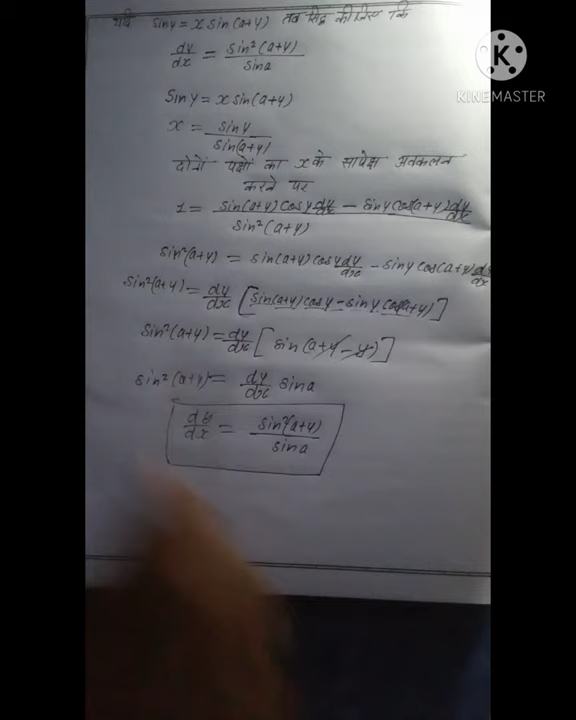 यदि sin y = x sin(a+y) तब सिद्ध कीजिए कि
dy/dx = sin²(a+y)/sin a
KINEMASTER
sin y = x sin(a+y)
x = sin y/sin(a+y)
दोनों पक्षों का x के सापेक्ष अवकलन
करने पर
1 = sin(a+y) cos y dy/dx - sin y cos(a+y) dy/dx / sin²(a+y)
sin²(a+y) = sin(a+y) cos y dy/dx - sin y cos(a+y) dy/dx
sin²(a+y) = dy/dx [sin(a+y) cos y - sin y cos(a+y)]
sin²(a+y) = dy/dx [sin(a+y-y)]
sin²(a+y) = dy/dx sin a
dy/dx = sin²(a+y)/sin a